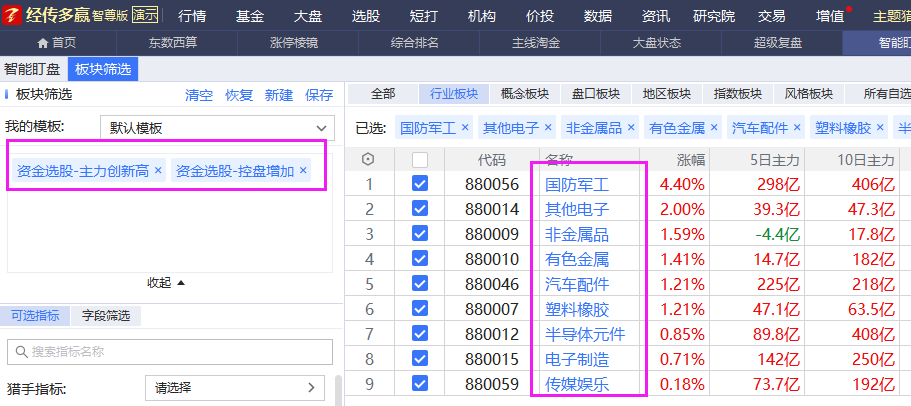 经传多赢 智尊版 演示 行情 基金 大盘 选股 短打 机构 价投 数据 资讯 研究院 交易 增值 主题猎
首页 东数西算 涨停棱镜 综合排名 主线淘金 大盘状态 超级复盘 智能盯
智能盯盘 板块筛选
板块筛选 清空 恢复 新建 保存
全部 行业板块 概念板块 盘口板块 地区板块 指数板块 风格板块 所有自选
我的模板: 默认模板
已选: 国防军工 × 其他电子 × 非金属品 × 有色金属 × 汽车配件 × 塑料橡胶 × 半
资金选股-主力创新高 × 资金选股-控盘增加 ×
代码 名称 涨幅 5日主力 10日主力
1 880056 国防军工 4.40% 298亿 406亿
2 880014 其他电子 2.00% 39.3亿 47.3亿
3 880009 非金属品 1.59% -4.4亿 17.8亿
4 880010 有色金属 1.41% 14.7亿 182亿
5 880046 汽车配件 1.21% 225亿 218亿
6 880007 塑料橡胶 1.21% 47.1亿 63.5亿
7 880012 半导体元件 0.85% 89.8亿 408亿
8 880015 电子制造 0.71% 142亿 250亿
9 880059 传媒娱乐 0.18% 73.7亿 192亿
收起
可选指标 字段筛选
搜索指标名称
猎手指标: 请选择